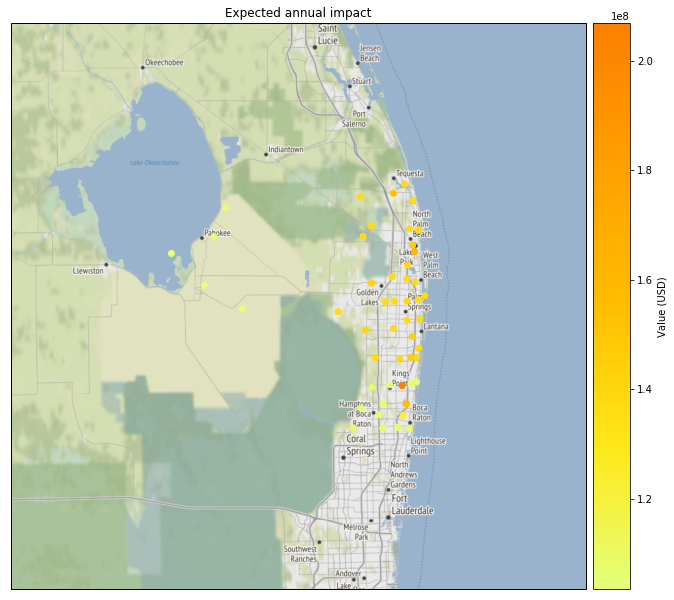 Expected annual impact
1e8
Saint
Lucie
Jensen
Beach
Okeechobee
Stuart
Port
Salerno
Lake Okeechobee
Indiantown
Tequesta
North
Palm
Beach
Pahokee
Lake
Park
West
Palm
Beach
Clewiston
Golden
Lakes
Palm
Springs
Lantana
Kings
Point
Hamptons
at Boca
Raton
Boca
Raton
Coral
Springs
Lighthouse
Point
North
Andrews
Gardens
Fort
Lauderdale
Melrose
Park
Southwest
Ranches
Andover
2.0
1.8
1.6
1.4
1.2
Value (USD)